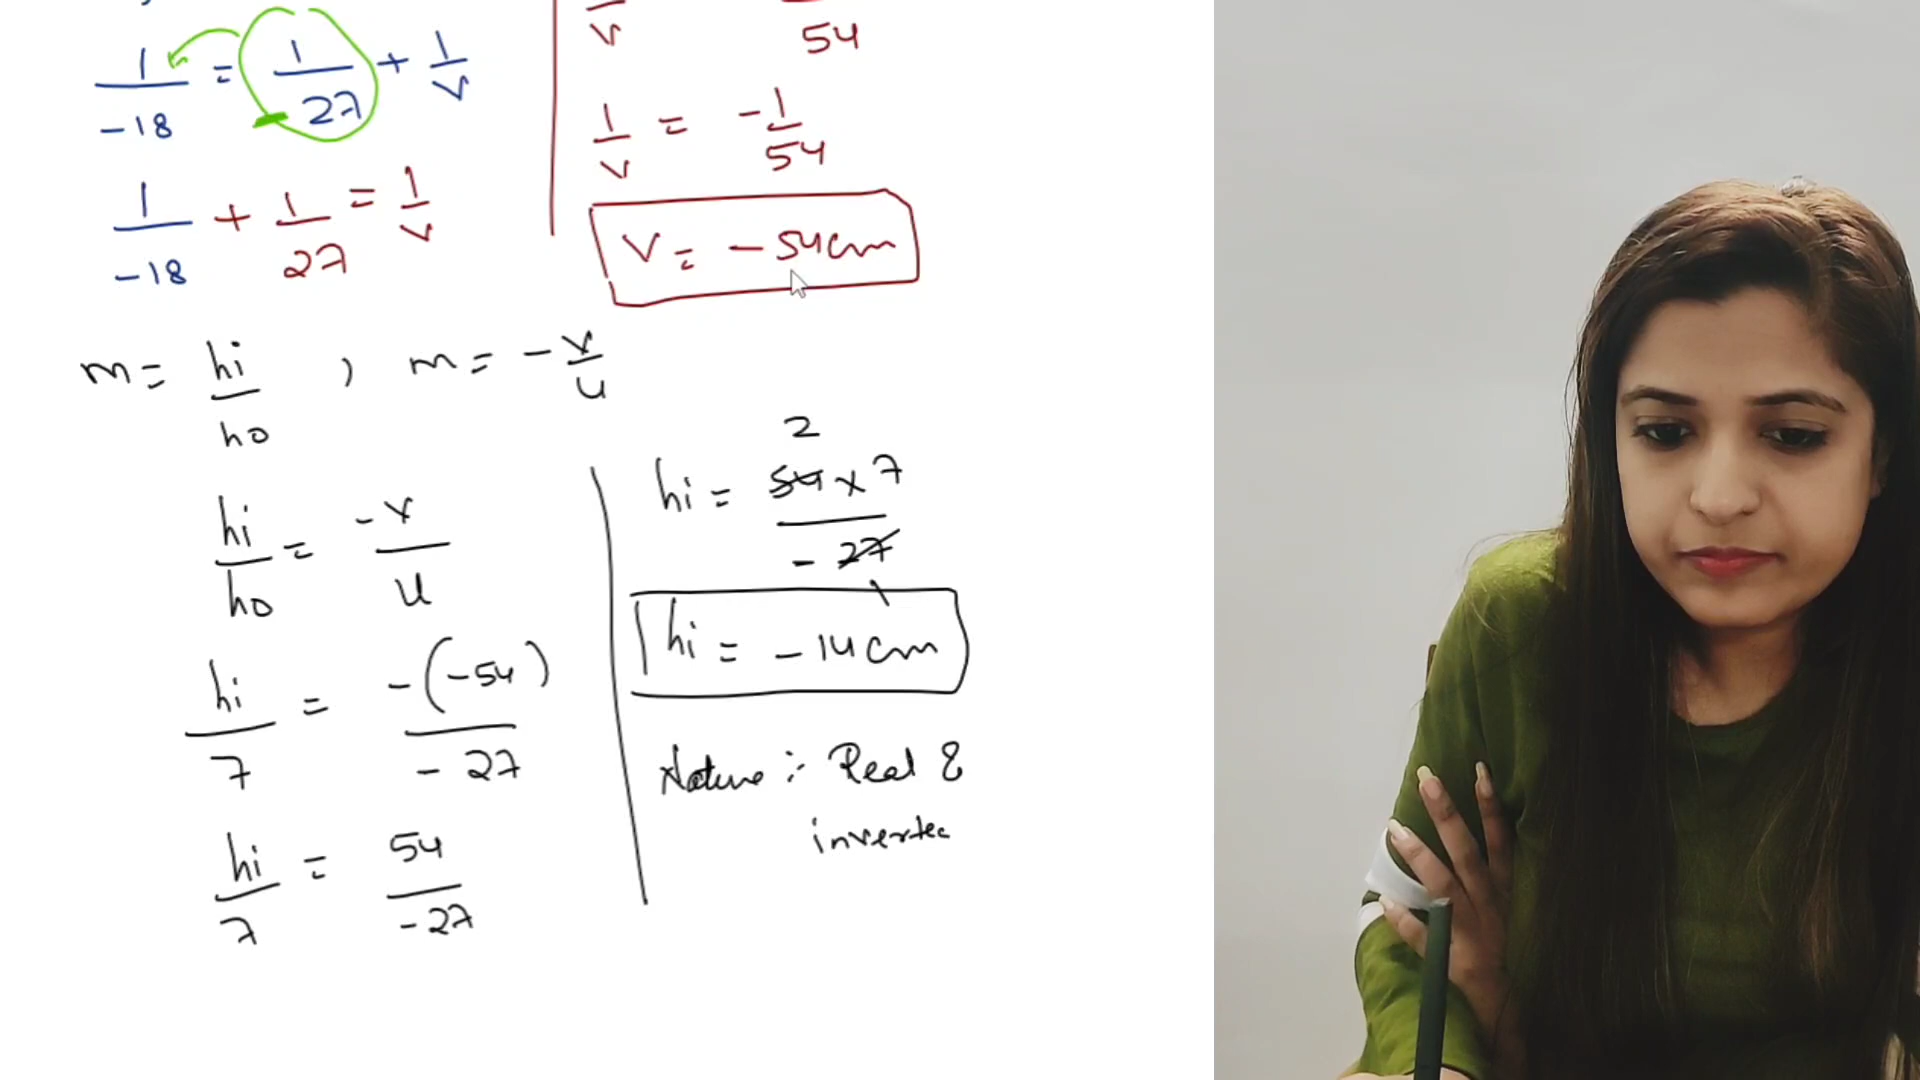 1/-18 = 1/-27 + 1/v
1/-18 + 1/27 = 1/v
54
1/v = -1/54
v = -54cm
m = hi/ho , m = -v/u
hi/ho = -v/u
hi/7 = -(-54)/-27
hi/7 = 54/-27
2
hi = 54 x 7/-27
1
hi = -14cm
Nature :- Real &
inverted